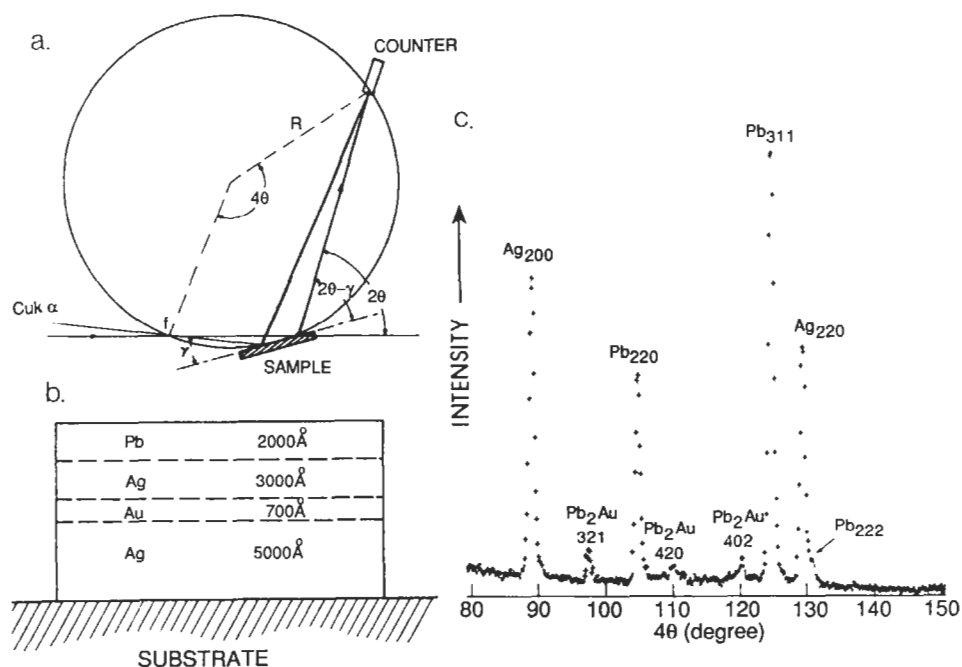 a.
COUNTER
R
4θ
Cuk α
f
γ
2θ-γ
2θ
SAMPLE
b.
Pb 2000Å
Ag 3000Å
Au 700Å
Ag 5000Å
SUBSTRATE
c.
INTENSITY
Ag200
Pb2Au
321
Pb220
Pb2Au
420
Pb2Au
402
Pb311
Ag220
Pb222
80 90 100 110 120 130 140 150
4θ (degree)